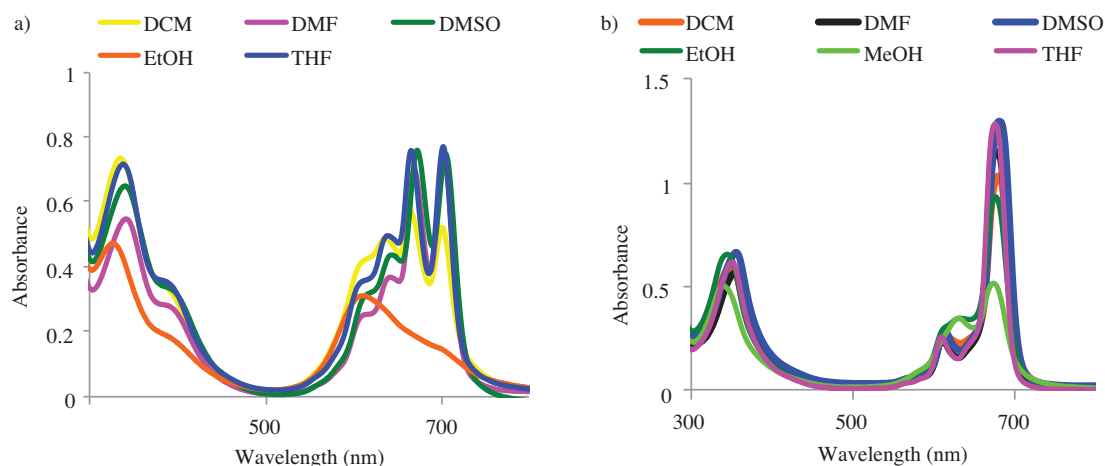 a)
DCM DMF DMSO
EtOH THF
1
0.8
0.6
0.4
0.2
0
500 700
Absorbance
Wavelength (nm)
b)
DCM DMF DMSO
EtOH MeOH THF
1.5
1
0.5
0
300 500 700
Absorbance
Wavelength (nm)